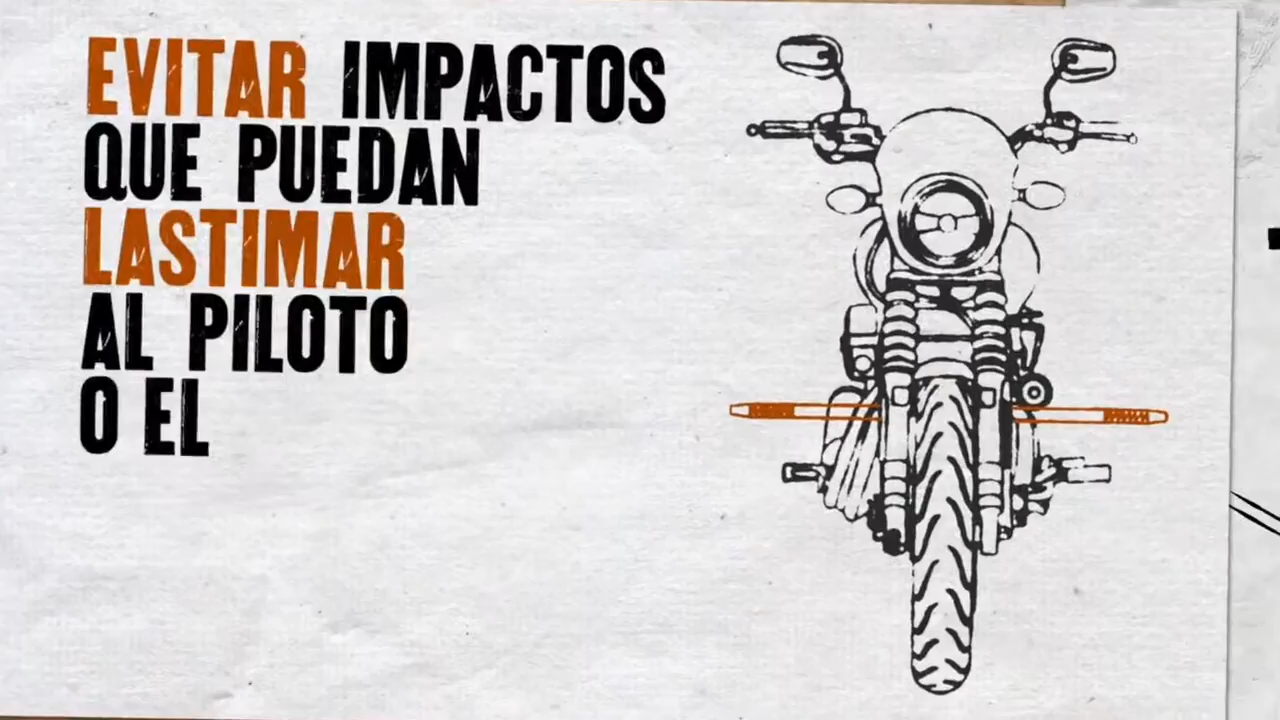 EVITAR IMPACTOS
QUE PUEDAN
LASTIMAR
AL PILOTO
O EL